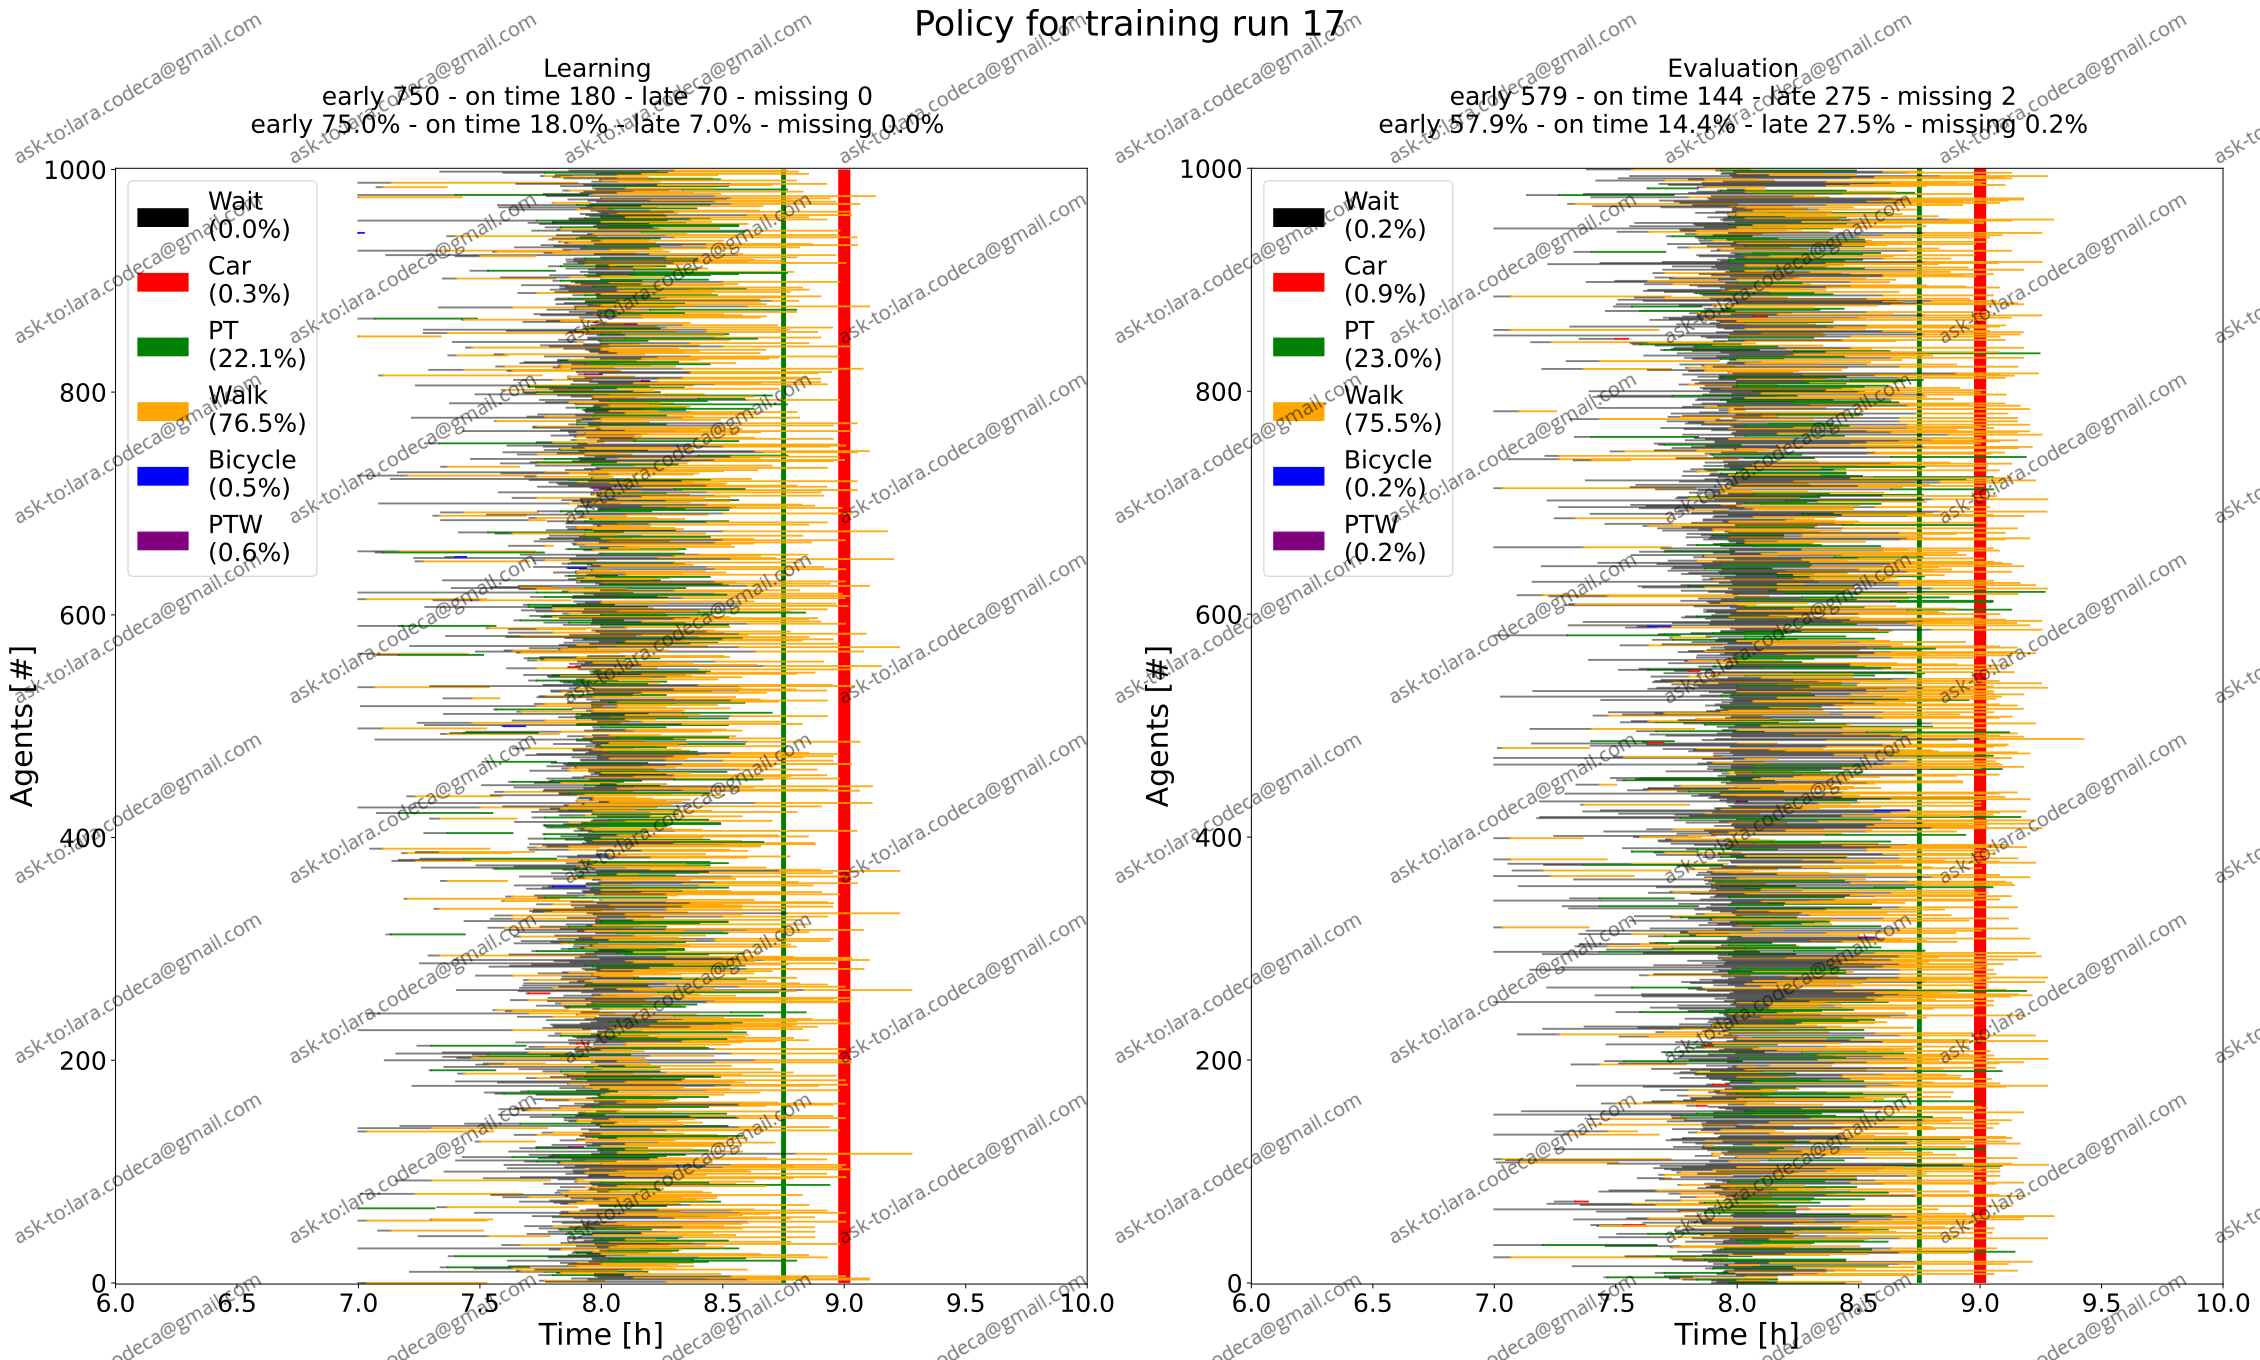 Policy for training run 17
Learning
early 750 - on time 180 - late 70 - missing 0
early 75.0% - on time 18.0% - late 7.0% - missing 0.0%
1000
800
600
400
200
0
Agents [#]
Wait
(0.0%)
Car
(0.3%)
PT
(22.1%)
Walk
(76.5%)
Bicycle
(0.5%)
PTW
(0.6%)
6.0 6.5 7.0 7.5 8.0 8.5 9.0 9.5 10.0
Time [h]
Evaluation
early 579 - on time 144 - late 275 - missing 2
early 57.9% - on time 14.4% - late 27.5% - missing 0.2%
1000
800
600
400
200
0
Agents [#]
Wait
(0.2%)
Car
(0.9%)
PT
(23.0%)
Walk
(75.5%)
Bicycle
(0.2%)
PTW
(0.2%)
6.0 6.5 7.0 7.5 8.0 8.5 9.0 9.5 10.0
Time [h]
ask-to:lara.codeca@gmail.com